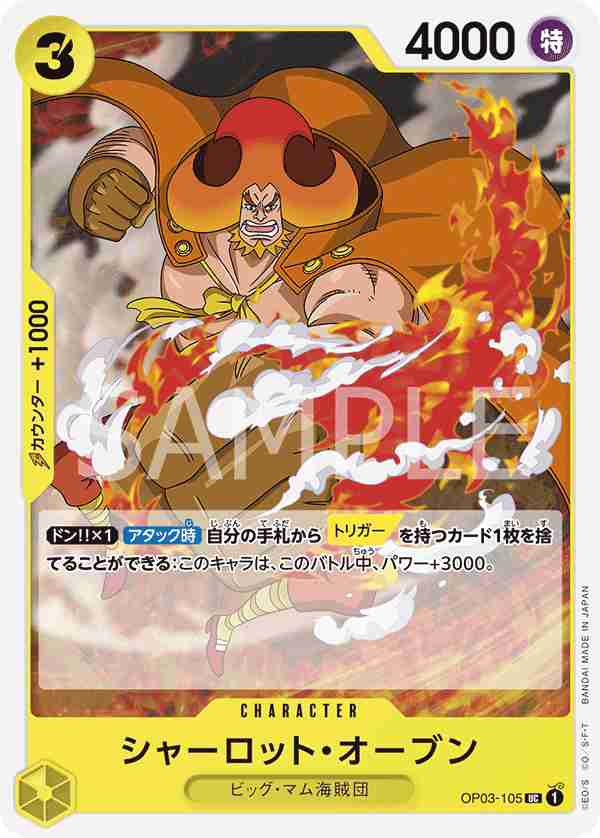 3
4000 特
カウンター +1000
SAMPLE
ドン!!×1 アタック時 自分の手札から トリガー を持つカード1枚を捨
てることができる:このキャラは、このバトル中、パワー+3000。
CHARACTER
シャーロット・オーブン
ビッグ・マム海賊団
OP03-105 UC 1
©E.O/S ©O/S・F・T BANDAI MADE IN JAPAN